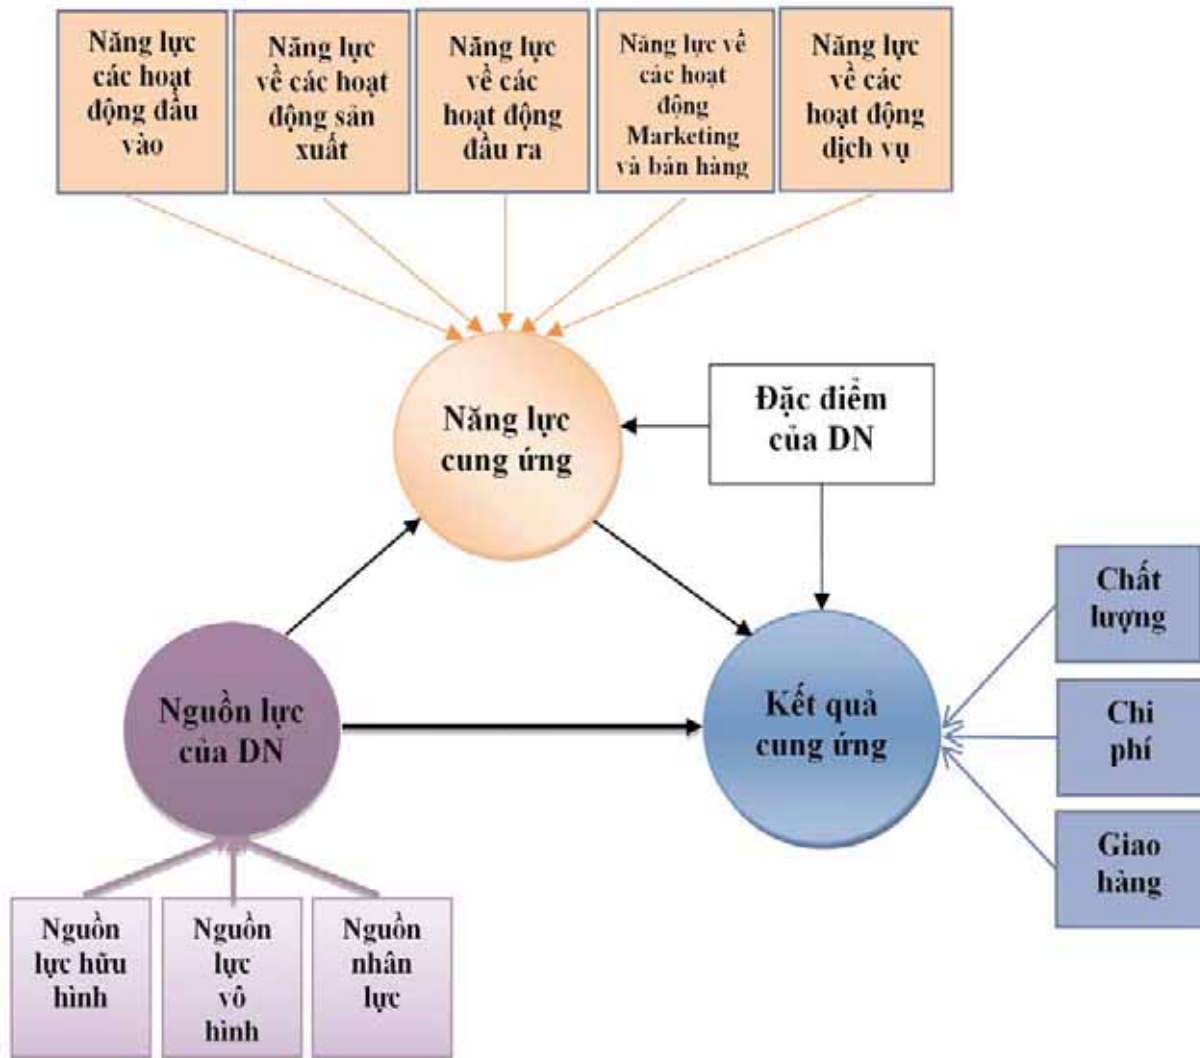 Năng lực
các hoạt
động đầu
vào
Năng lực
về các hoạt
động sản
xuất
Năng lực
về các
hoạt động
đầu ra
Năng lực về
các hoạt
động
Marketing
và bán hàng
Năng lực
về các
hoạt động
dịch vụ
Năng lực
cung ứng
Đặc điểm
của DN
Chất
lượng
Nguồn lực
của DN
Kết quả
cung ứng
Chi
phí
Giao
hàng
Nguồn
lực hữu
hình
Nguồn
lực
vô
hình
Nguồn
nhân
lực